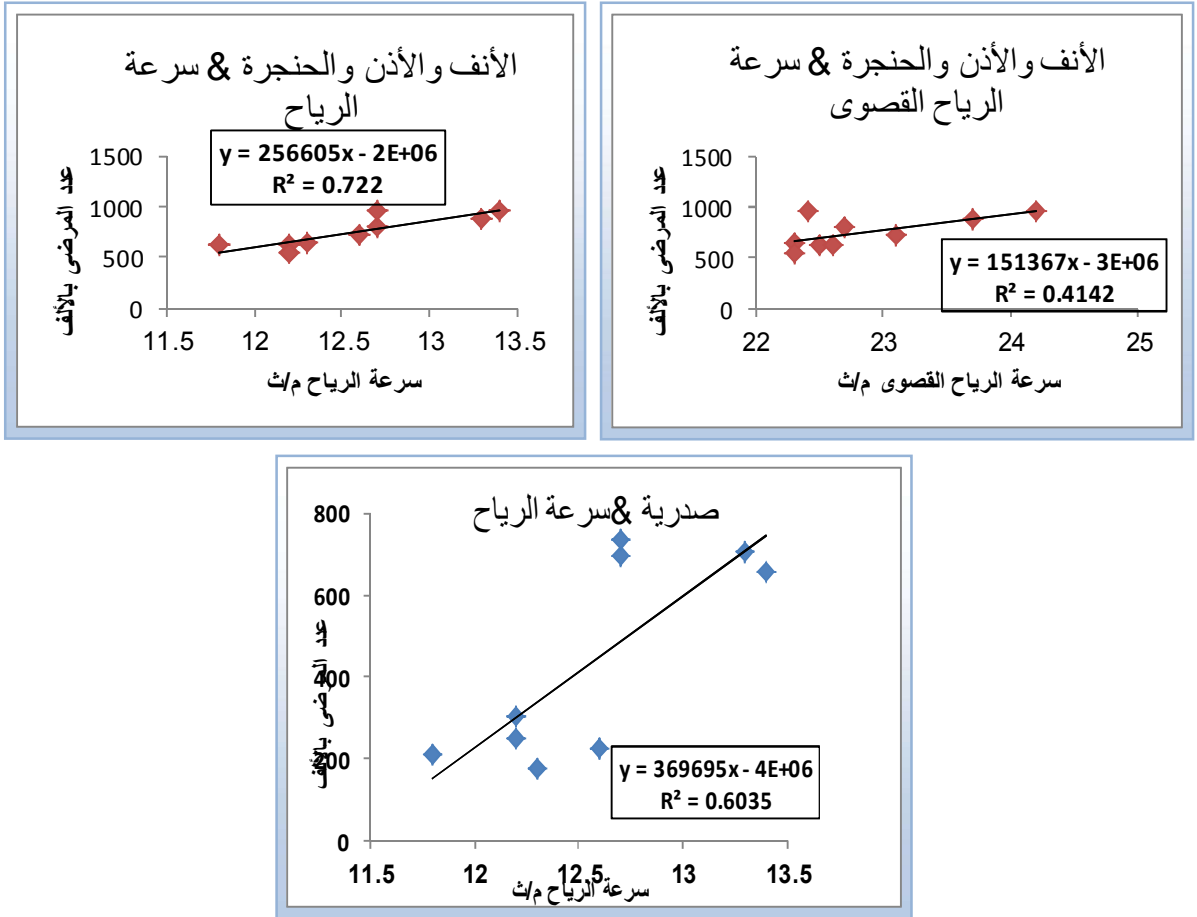 الأنف والأذن والحنجرة & سرعة
الرياح
y = 256605x - 2E+06
R² = 0.722
1500
1000
500
0
11.5 12 12.5 13 13.5
عدد المرضى بالألف
سرعة الرياح م/ث
الأنف والأذن والحنجرة & سرعة
الرياح القصوى
1500
1000
500
0
y = 151367x - 3E+06
R² = 0.4142
22 23 24 25
عدد المرضى بالألف
سرعة الرياح القصوى م/ث
صدرية &سرعة الرياح
800
600
400
200
0
y = 369695x - 4E+06
R² = 0.6035
11.5 12 12.5 13 13.5
عدد المرضى بالألف
سرعة الرياح م/ث